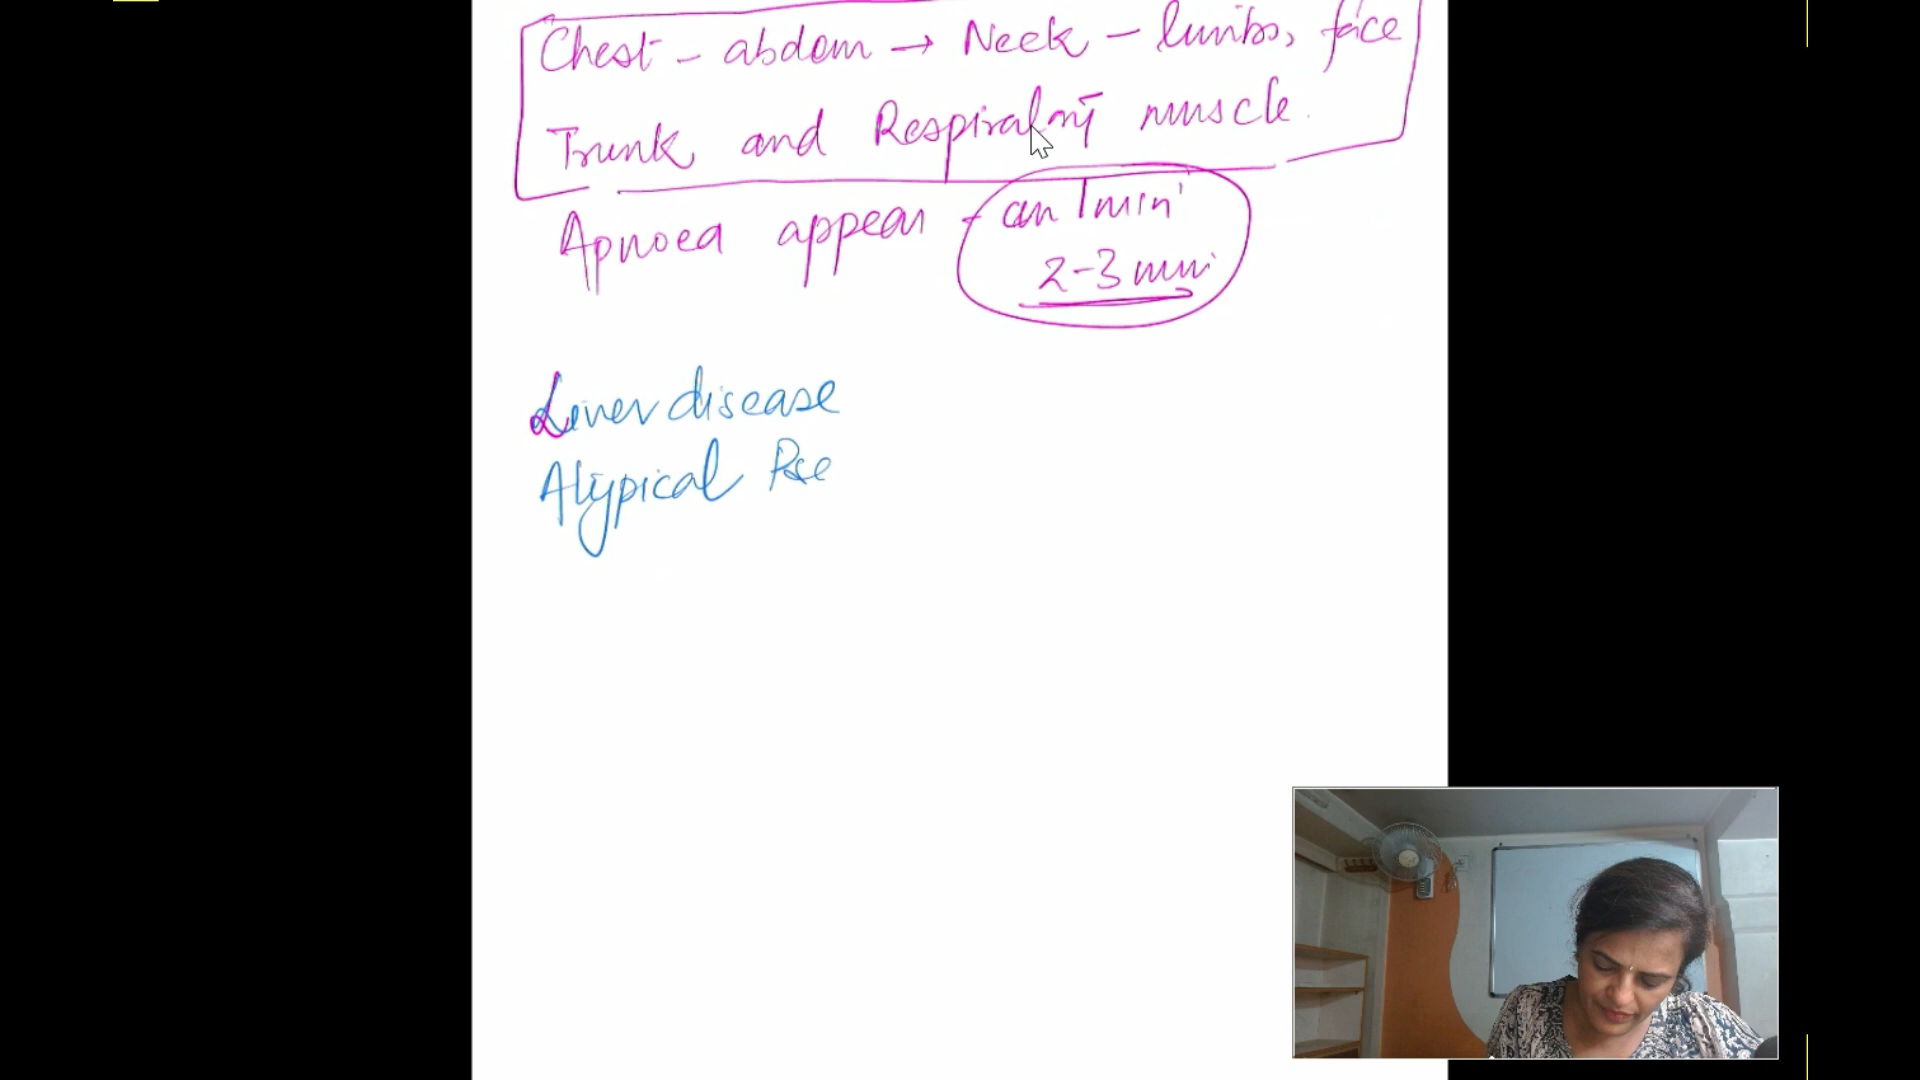 Chest - abdom → Neck - limbs, face
Trunk and Respiratory muscle.
Apnoea appear - an 1 min
2-3 min
Liver disease
Atypical Pse